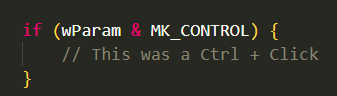 if (wParam & MK_CONTROL) {
    // This was a Ctrl + Click
}